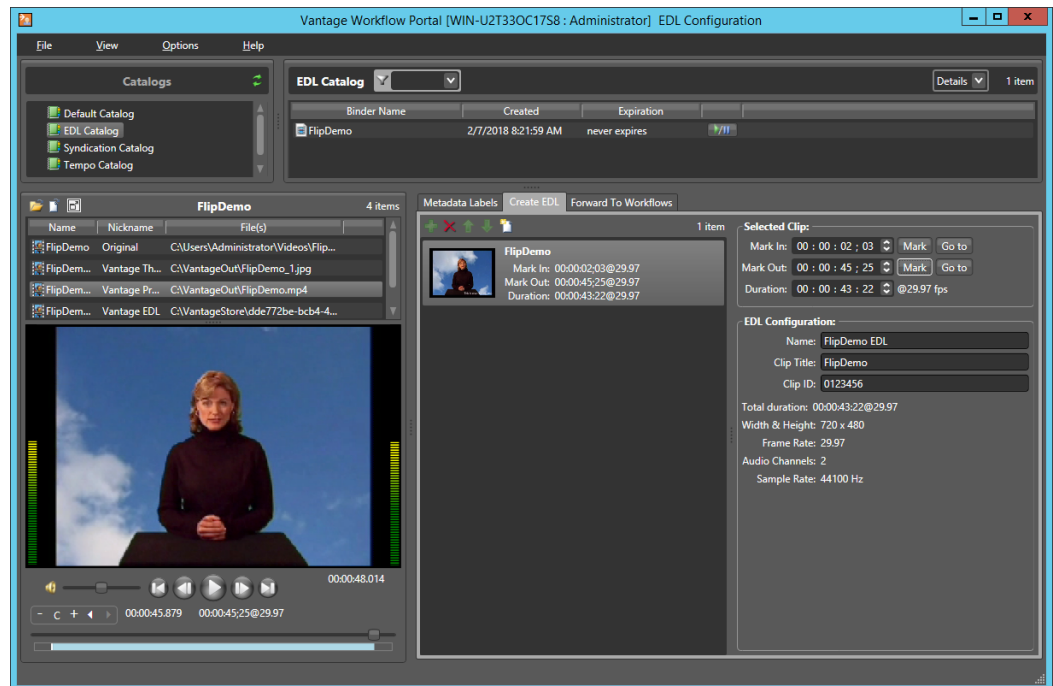 Vantage Workflow Portal [WIN-U2T33OC17S8 : Administrator] EDL Configuration
File View Options Help
Catalogs
Default Catalog
EDL Catalog
Syndication Catalog
Tempo Catalog
EDL Catalog Details 1 item
Binder Name Created Expiration
FlipDemo 2/7/2018 8:21:59 AM never expires
FlipDemo 4 items
Name Nickname File(s)
FlipDemo Original C:\Users\Administrator\Videos\Flip...
FlipDem... Vantage Th... C:\VantageOut\FlipDemo_1.jpg
FlipDem... Vantage Pr... C:\VantageOut\FlipDemo.mp4
FlipDem... Vantage EDL C:\VantageStore\dde772be-bcb4-4...
00:00:48.014
- C + 00:00:45.879 00:00:45;25@29.97
Metadata Labels Create EDL Forward To Workflows
1 item
FlipDemo
Mark In: 00:00:02;03@29.97
Mark Out: 00:00:45;25@29.97
Duration: 00:00:43:22@29.97
Selected Clip:
Mark In: 00 : 00 : 02 ; 03 Mark Go to
Mark Out: 00 : 00 : 45 ; 25 Mark Go to
Duration: 00 : 00 : 43 : 22 @29.97 fps
EDL Configuration:
Name: FlipDemo EDL
Clip Title: FlipDemo
Clip ID: 0123456
Total duration: 00:00:43:22@29.97
Width & Height: 720 x 480
Frame Rate: 29.97
Audio Channels: 2
Sample Rate: 44100 Hz